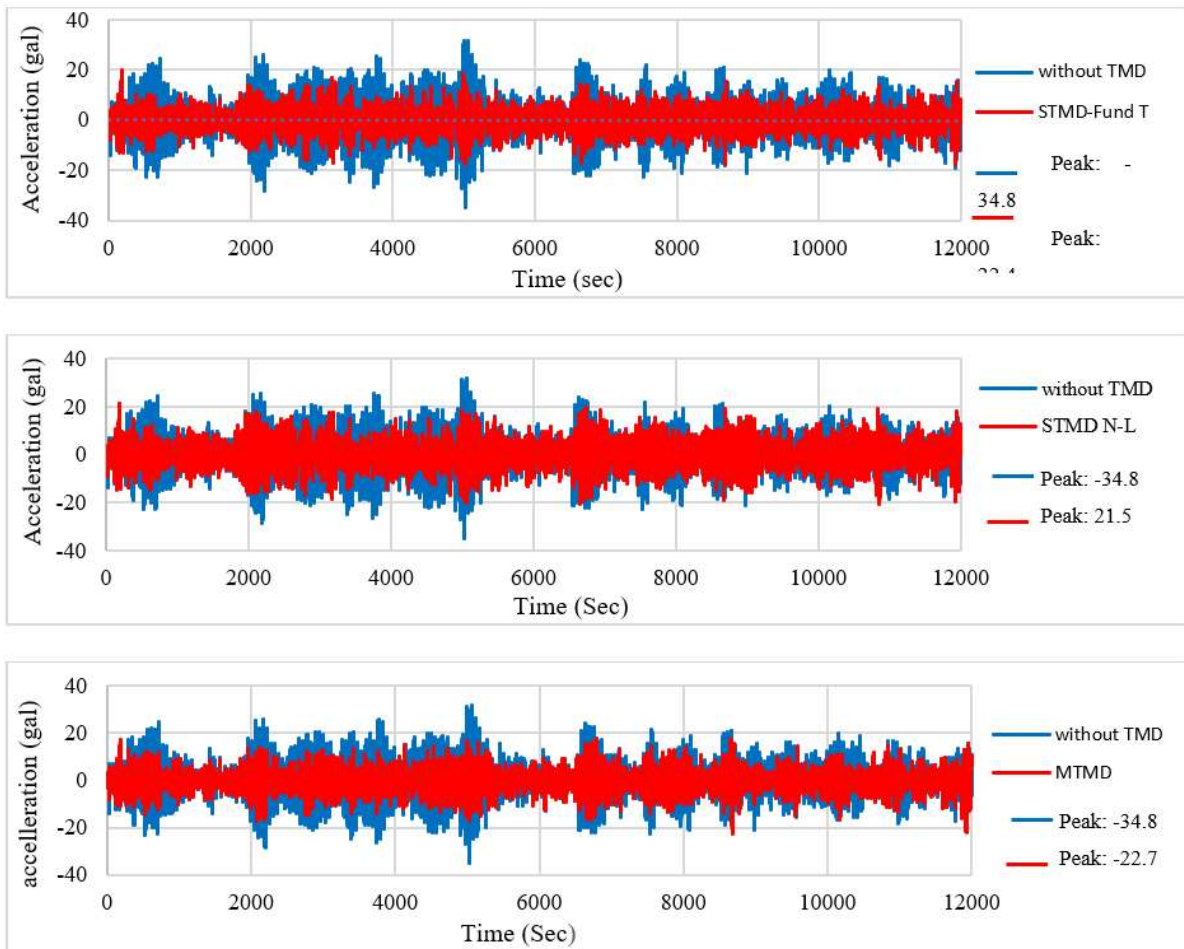 Acceleration (gal)
40
20
0
-20
-40
0 2000 4000 6000 8000 10000 12000
Time (sec)
without TMD
STMD-Fund T
Peak: -
34.8
Peak:
Acceleration (gal)
40
20
0
-20
-40
0 2000 4000 6000 8000 10000 12000
Time (Sec)
without TMD
STMD N-L
Peak: -34.8
Peak: 21.5
accelleration (gal)
40
20
0
-20
-40
0 2000 4000 6000 8000 10000 12000
Time (Sec)
without TMD
MTMD
Peak: -34.8
Peak: -22.7